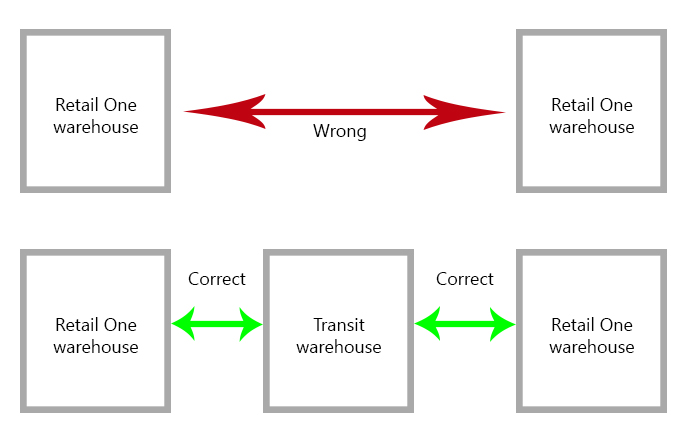 Retail One
warehouse
Wrong
Retail One
warehouse
Correct
Correct
Retail One
warehouse
Transit
warehouse
Retail One
warehouse